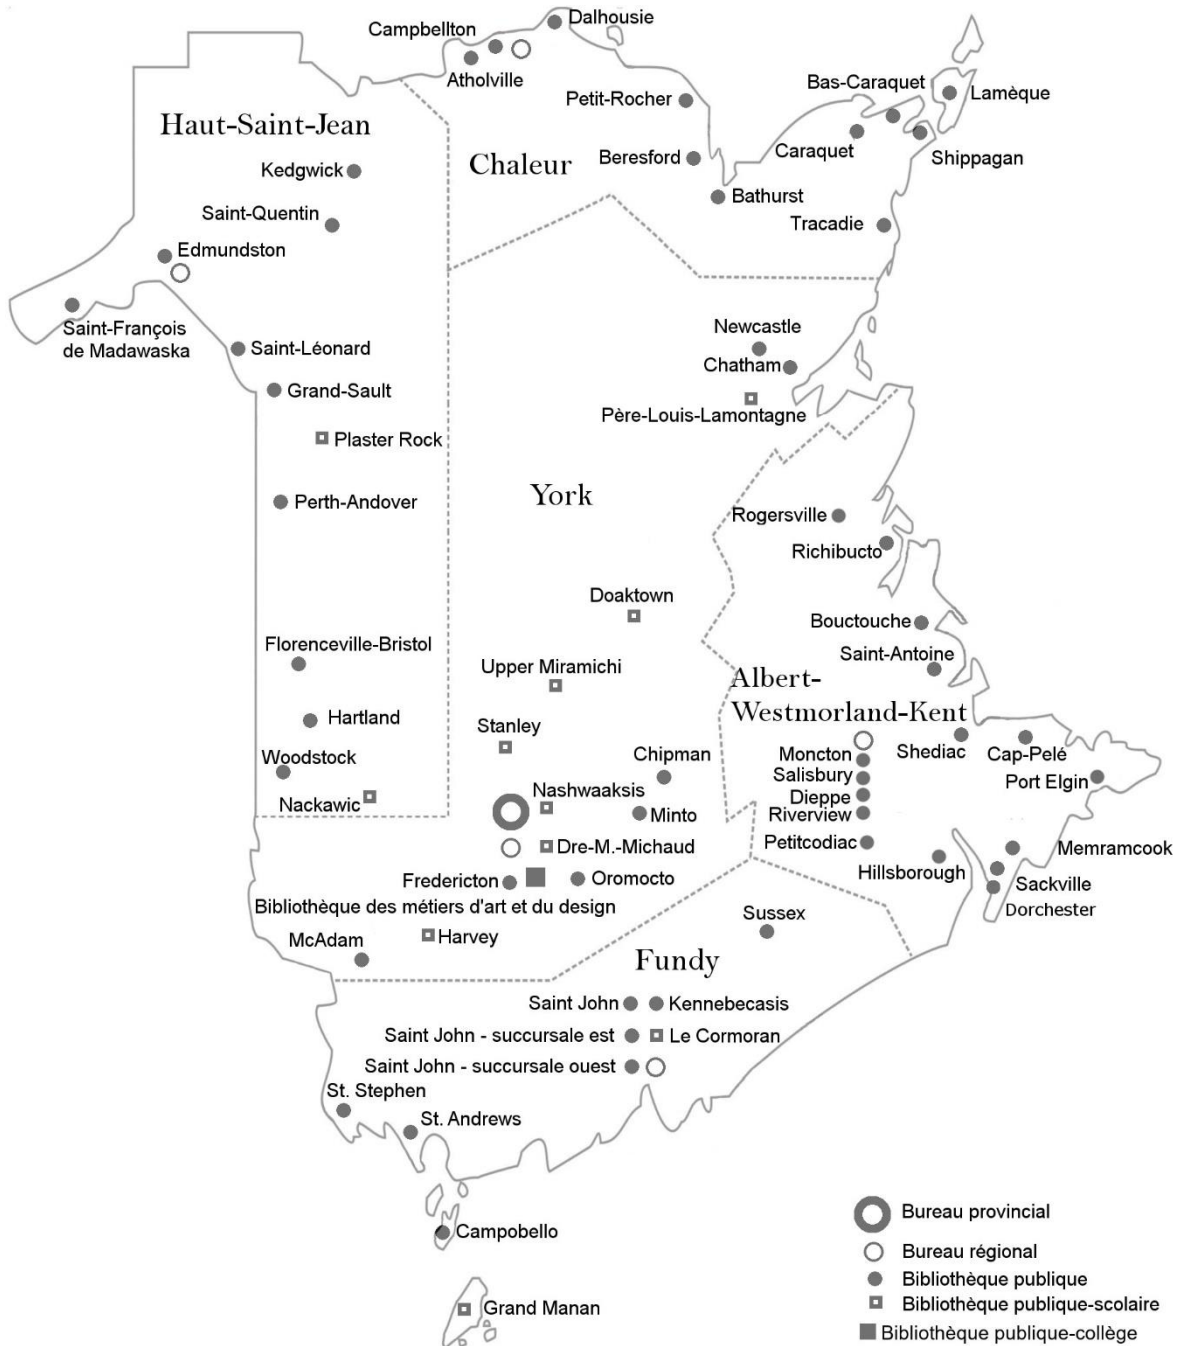 Dalhousie
Campbellton
Atholville
Bas-Caraquet
Lamèque
Petit-Rocher
Haut-Saint-Jean
Caraquet
Shippagan
Chaleur
Beresford
Kedgwick
Bathurst
Saint-Quentin
Tracadie
Edmundston
Saint-François
de Madawaska
Newcastle
Saint-Léonard
Chatham
Grand-Sault
Père-Louis-Lamontagne
Plaster Rock
York
Perth-Andover
Rogersville
Richibucto
Doaktown
Bouctouche
Florenceville-Bristol
Saint-Antoine
Upper Miramichi
Albert-
Westmorland-Kent
Hartland
Stanley
Shediac
Cap-Pelé
Woodstock
Chipman
Moncton
Salisbury
Port Elgin
Nackawic
Nashwaaksis
Dieppe
Minto
Riverview
Dre-M.-Michaud
Petitcodiac
Memramcook
Hillsborough
Fredericton
Oromocto
Sackville
Bibliothèque des métiers d'art et du design
Dorchester
Sussex
McAdam
Harvey
Fundy
Saint John
Kennebecasis
Saint John - succursale est
Le Cormoran
Saint John - succursale ouest
St. Stephen
St. Andrews
Campobello
Grand Manan
Bureau provincial
Bureau régional
Bibliothèque publique
Bibliothèque publique-scolaire
Bibliothèque publique-collège